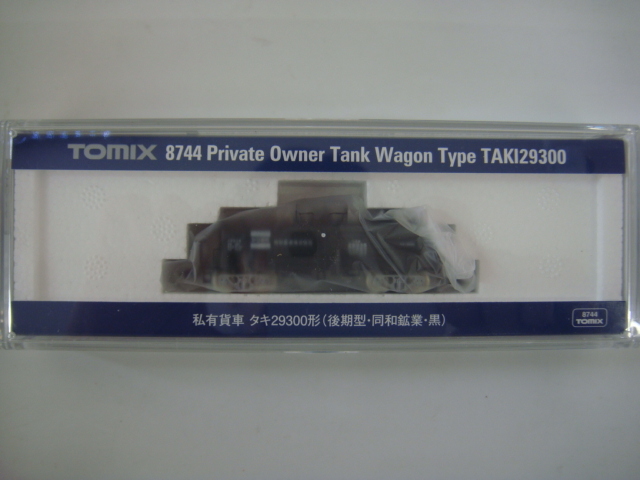 TOMIX 8744 Private Owner Tank Wagon Type TAKI29300
私有貨車 タキ29300形(後期型・同和鉱業・黒)
8744
TOMIX